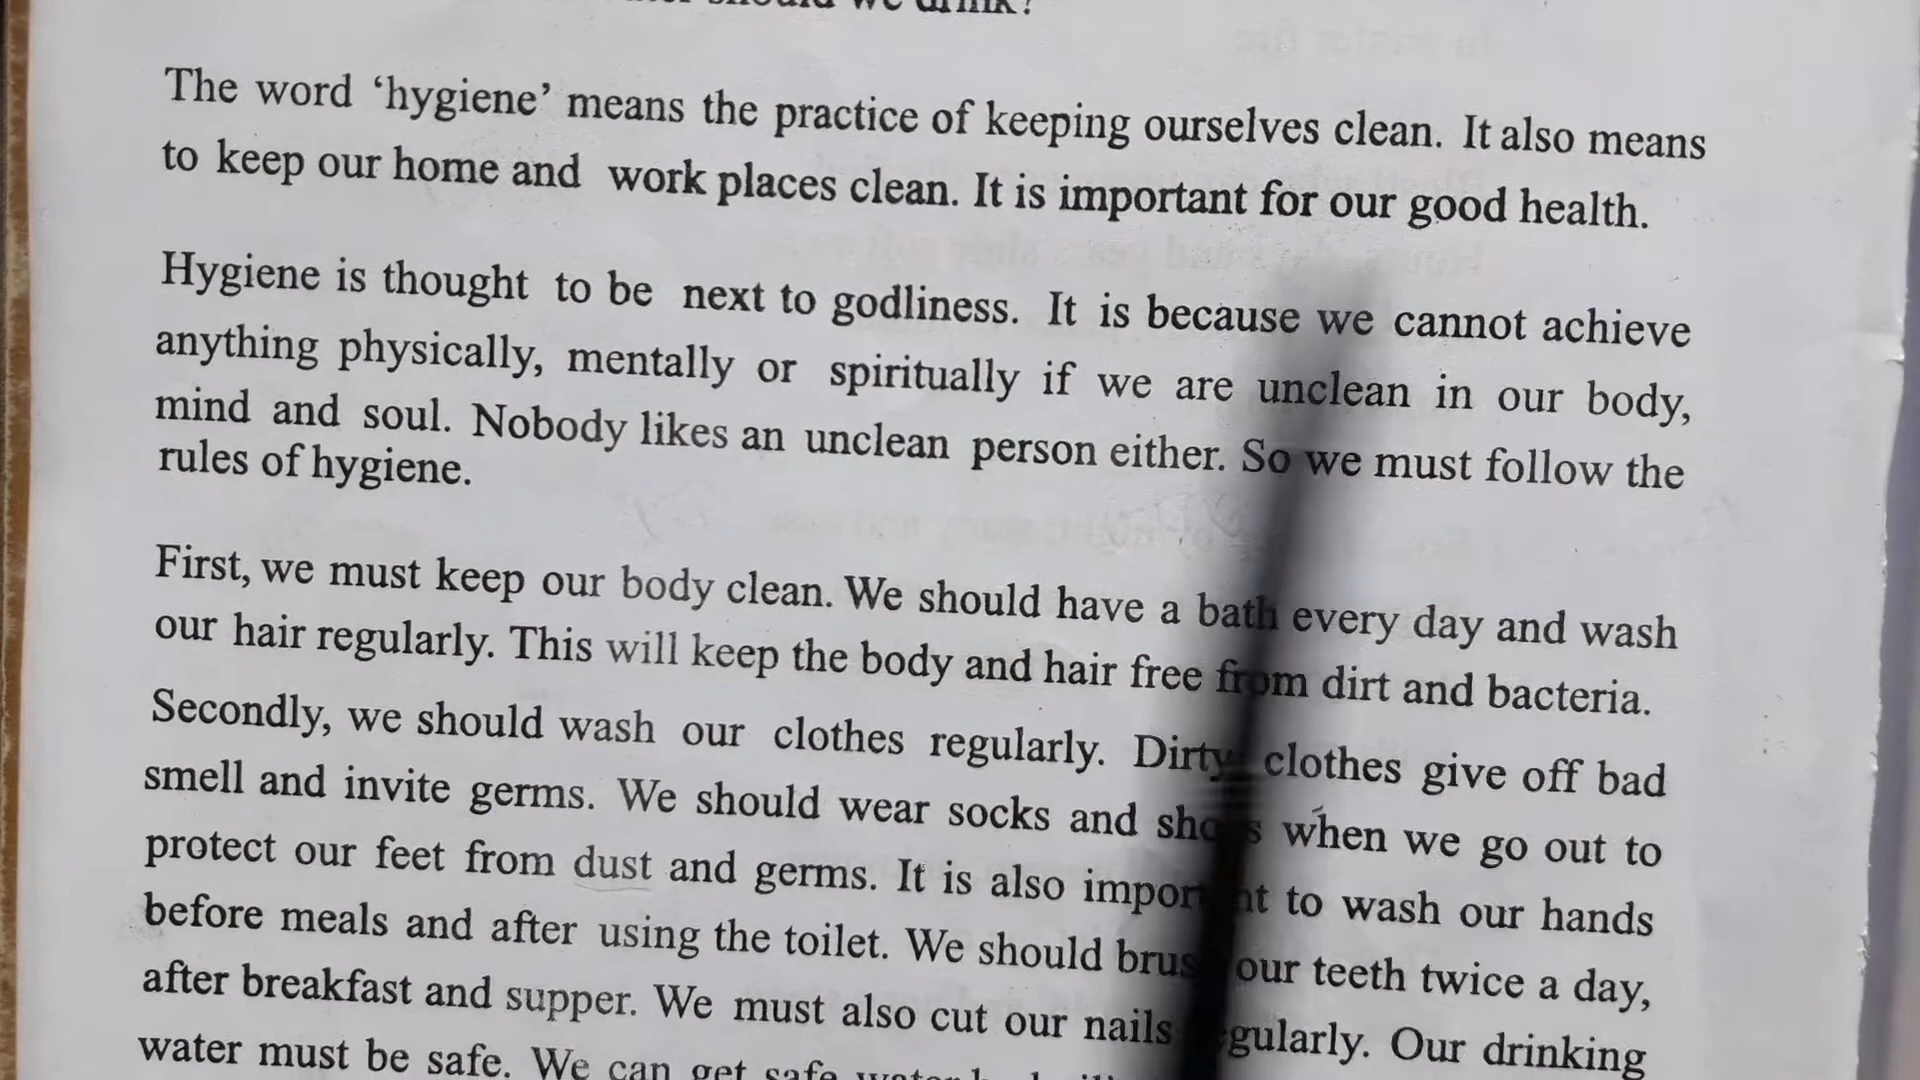 should we drink?
The word ‘hygiene’ means the practice of keeping ourselves clean. It also means
to keep our home and work places clean. It is important for our good health.
Hygiene is thought to be next to godliness. It is because we cannot achieve
anything physically, mentally or spiritually if we are unclean in our body,
mind and soul. Nobody likes an unclean person either. So we must follow the
rules of hygiene.
First, we must keep our body clean. We should have a bath every day and wash
our hair regularly. This will keep the body and hair free from dirt and bacteria.
Secondly, we should wash our clothes regularly. Dirty clothes give off bad
smell and invite germs. We should wear socks and shoes when we go out to
protect our feet from dust and germs. It is also important to wash our hands
before meals and after using the toilet. We should brush our teeth twice a day,
after breakfast and supper. We must also cut our nails regularly. Our drinking
water must be safe. We can get safe water